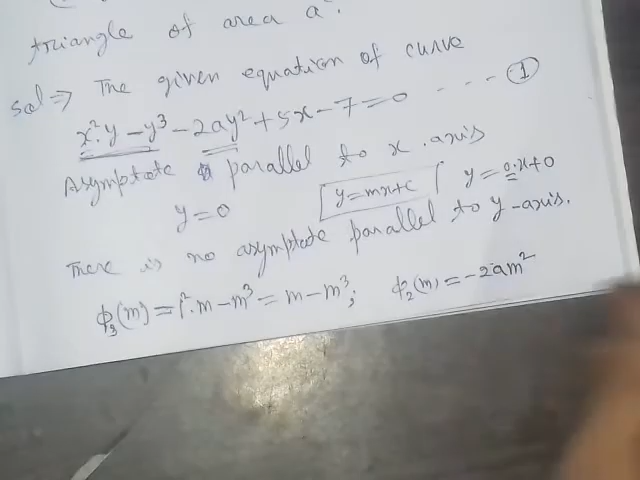 triangle of area a².
Sol ⇒ The given equation of curve
x²y - y³ - 2ay² + 5x - 7 = 0 - - - - ①
Asymptote parallel to x. axis
y = 0 y = mx + c y = 0.x + 0
There is no asymptote parallel to y-axis.
ϕ₃(m) = 1².m - m³ = m - m³; ϕ₂(m) = -2am²